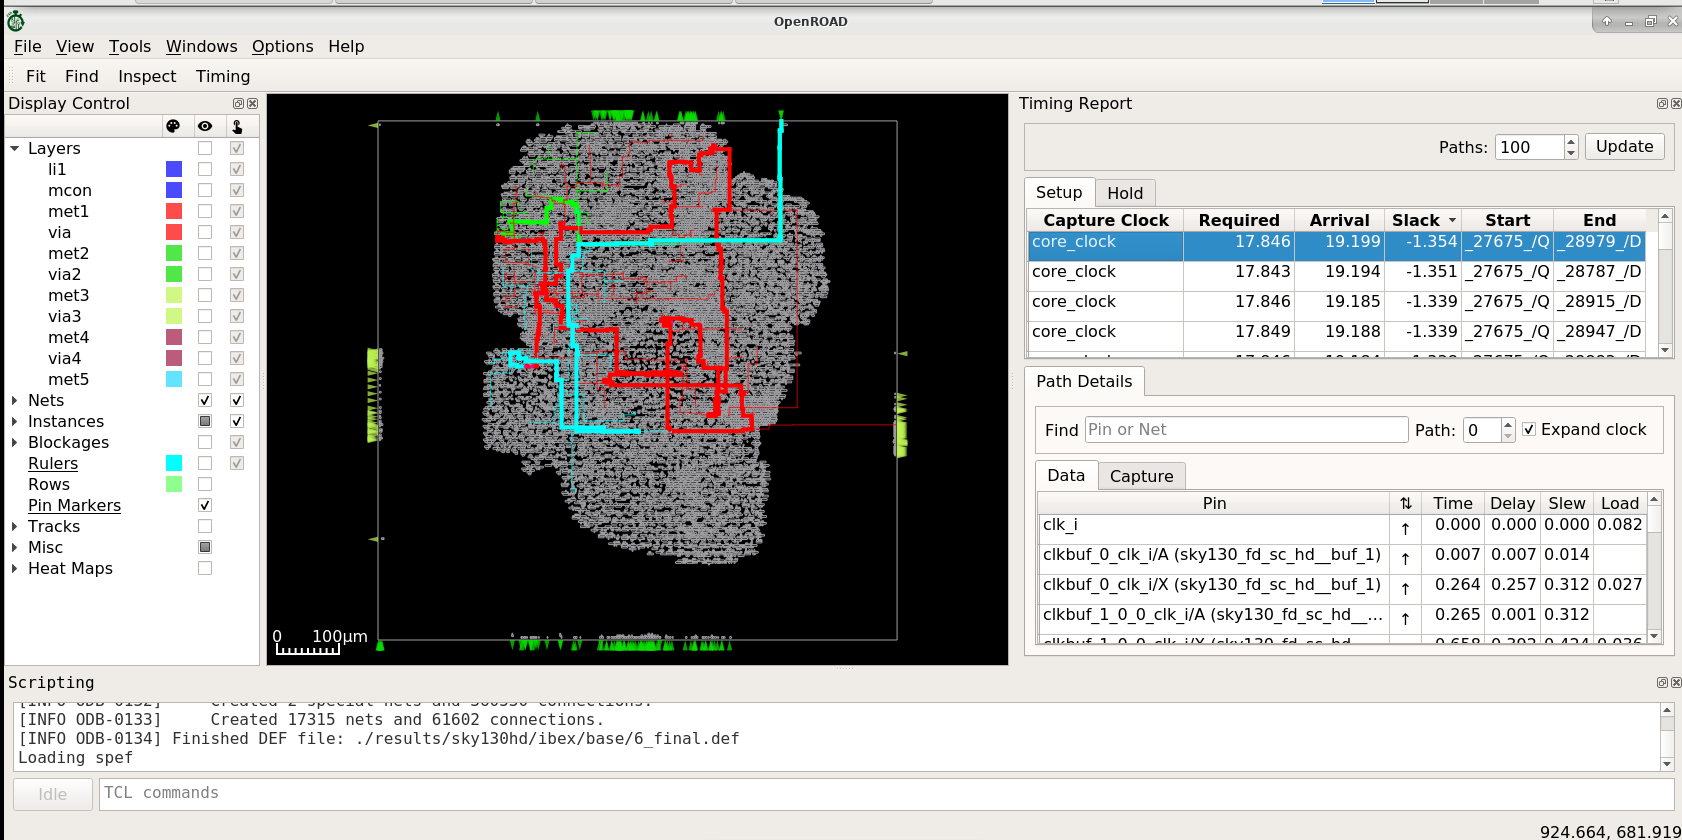 OpenROAD
File View Tools Windows Options Help
Fit Find Inspect Timing
Display Control
Layers
li1
mcon
met1
via
met2
via2
met3
via3
met4
via4
met5
Nets
Instances
Blockages
Rulers
Rows
Pin Markers
Tracks
Misc
Heat Maps
0 100µm
Timing Report
Paths: 100 Update
Setup Hold
Capture Clock Required Arrival Slack Start End
core_clock 17.846 19.199 -1.354 _27675_/Q _28979_/D
core_clock 17.843 19.194 -1.351 _27675_/Q _28787_/D
core_clock 17.846 19.185 -1.339 _27675_/Q _28915_/D
core_clock 17.849 19.188 -1.339 _27675_/Q _28947_/D
Path Details
Find Pin or Net Path: 0 Expand clock
Data Capture
Pin ⇅ Time Delay Slew Load
clk_i ↑ 0.000 0.000 0.000 0.082
clkbuf_0_clk_i/A (sky130_fd_sc_hd__buf_1) ↑ 0.007 0.007 0.014
clkbuf_0_clk_i/X (sky130_fd_sc_hd__buf_1) ↑ 0.264 0.257 0.312 0.027
clkbuf_1_0_0_clk_i/A (sky130_fd_sc_hd__... ↑ 0.265 0.001 0.312
Scripting
[INFO ODB-0133] Created 17315 nets and 61602 connections.
[INFO ODB-0134] Finished DEF file: ./results/sky130hd/ibex/base/6_final.def
Loading spef
Idle TCL commands
924.664, 681.919